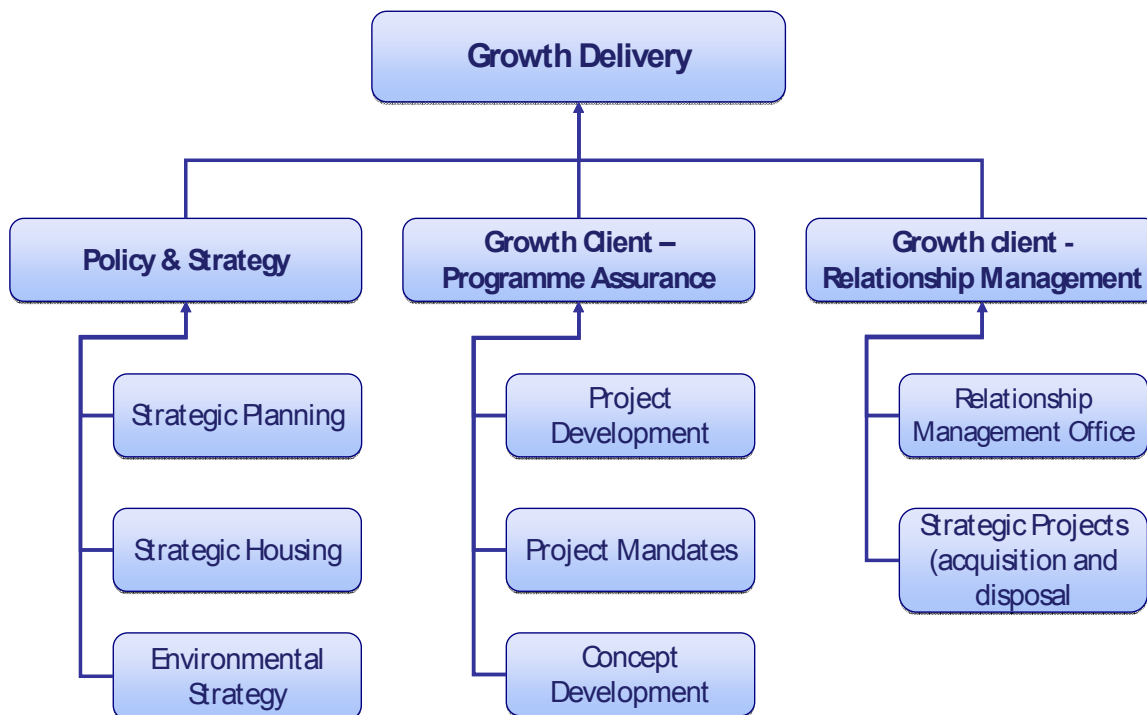 Growth Delivery
Policy & Strategy
Growth Client –
Programme Assurance
Growth client -
Relationship Management
Strategic Planning
Strategic Housing
Environmental
Strategy
Project
Development
Project Mandates
Concept
Development
Relationship
Management Office
Strategic Projects
(acquisition and
disposal